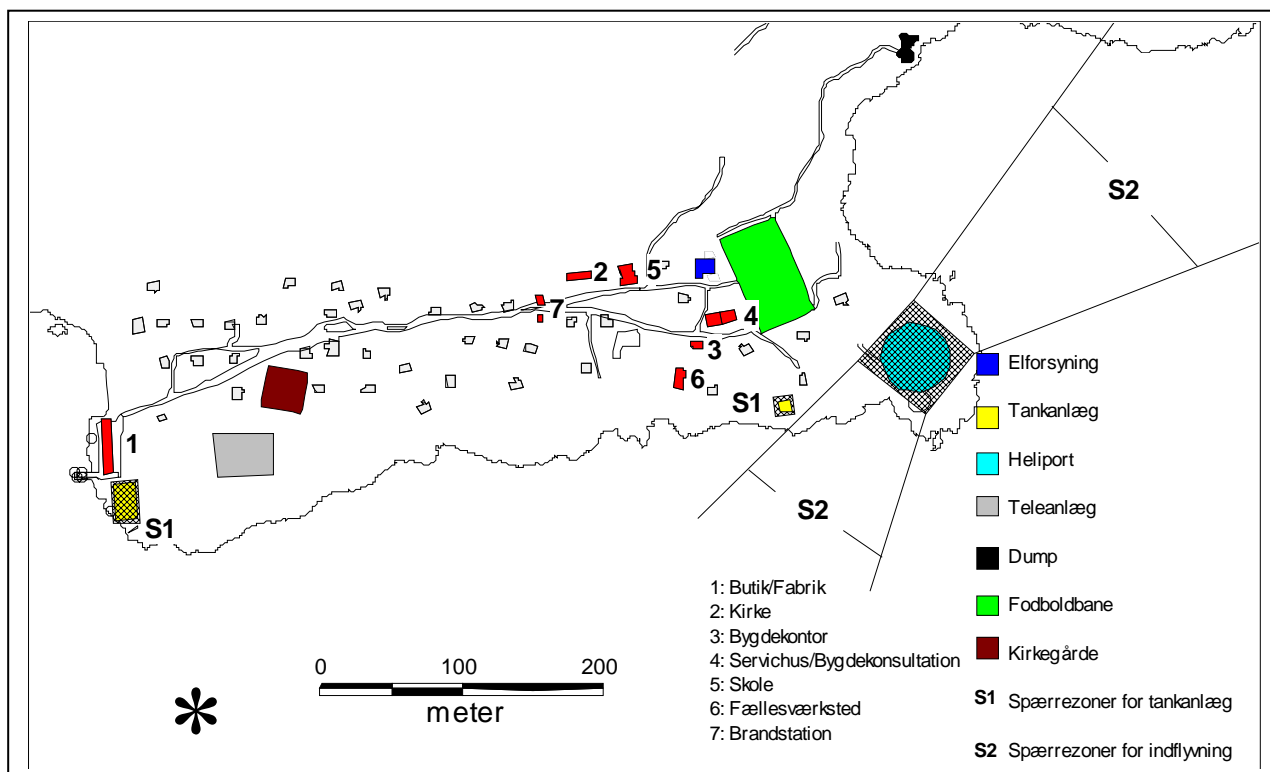 S2
2
5
7
4
3
6
S1
1
S1
S2
Elforsyning
Tankanlæg
Heliport
Teleanlæg
Dump
Fodboldbane
Kirkegårde
S1 Spærrezoner for tankanlæg
S2 Spærrezoner for indflyvning
1: Butik/Fabrik
2: Kirke
3: Bygdekontor
4: Servichus/Bygdekonsultation
5: Skole
6: Fællesværksted
7: Brandstation
0 100 200
meter